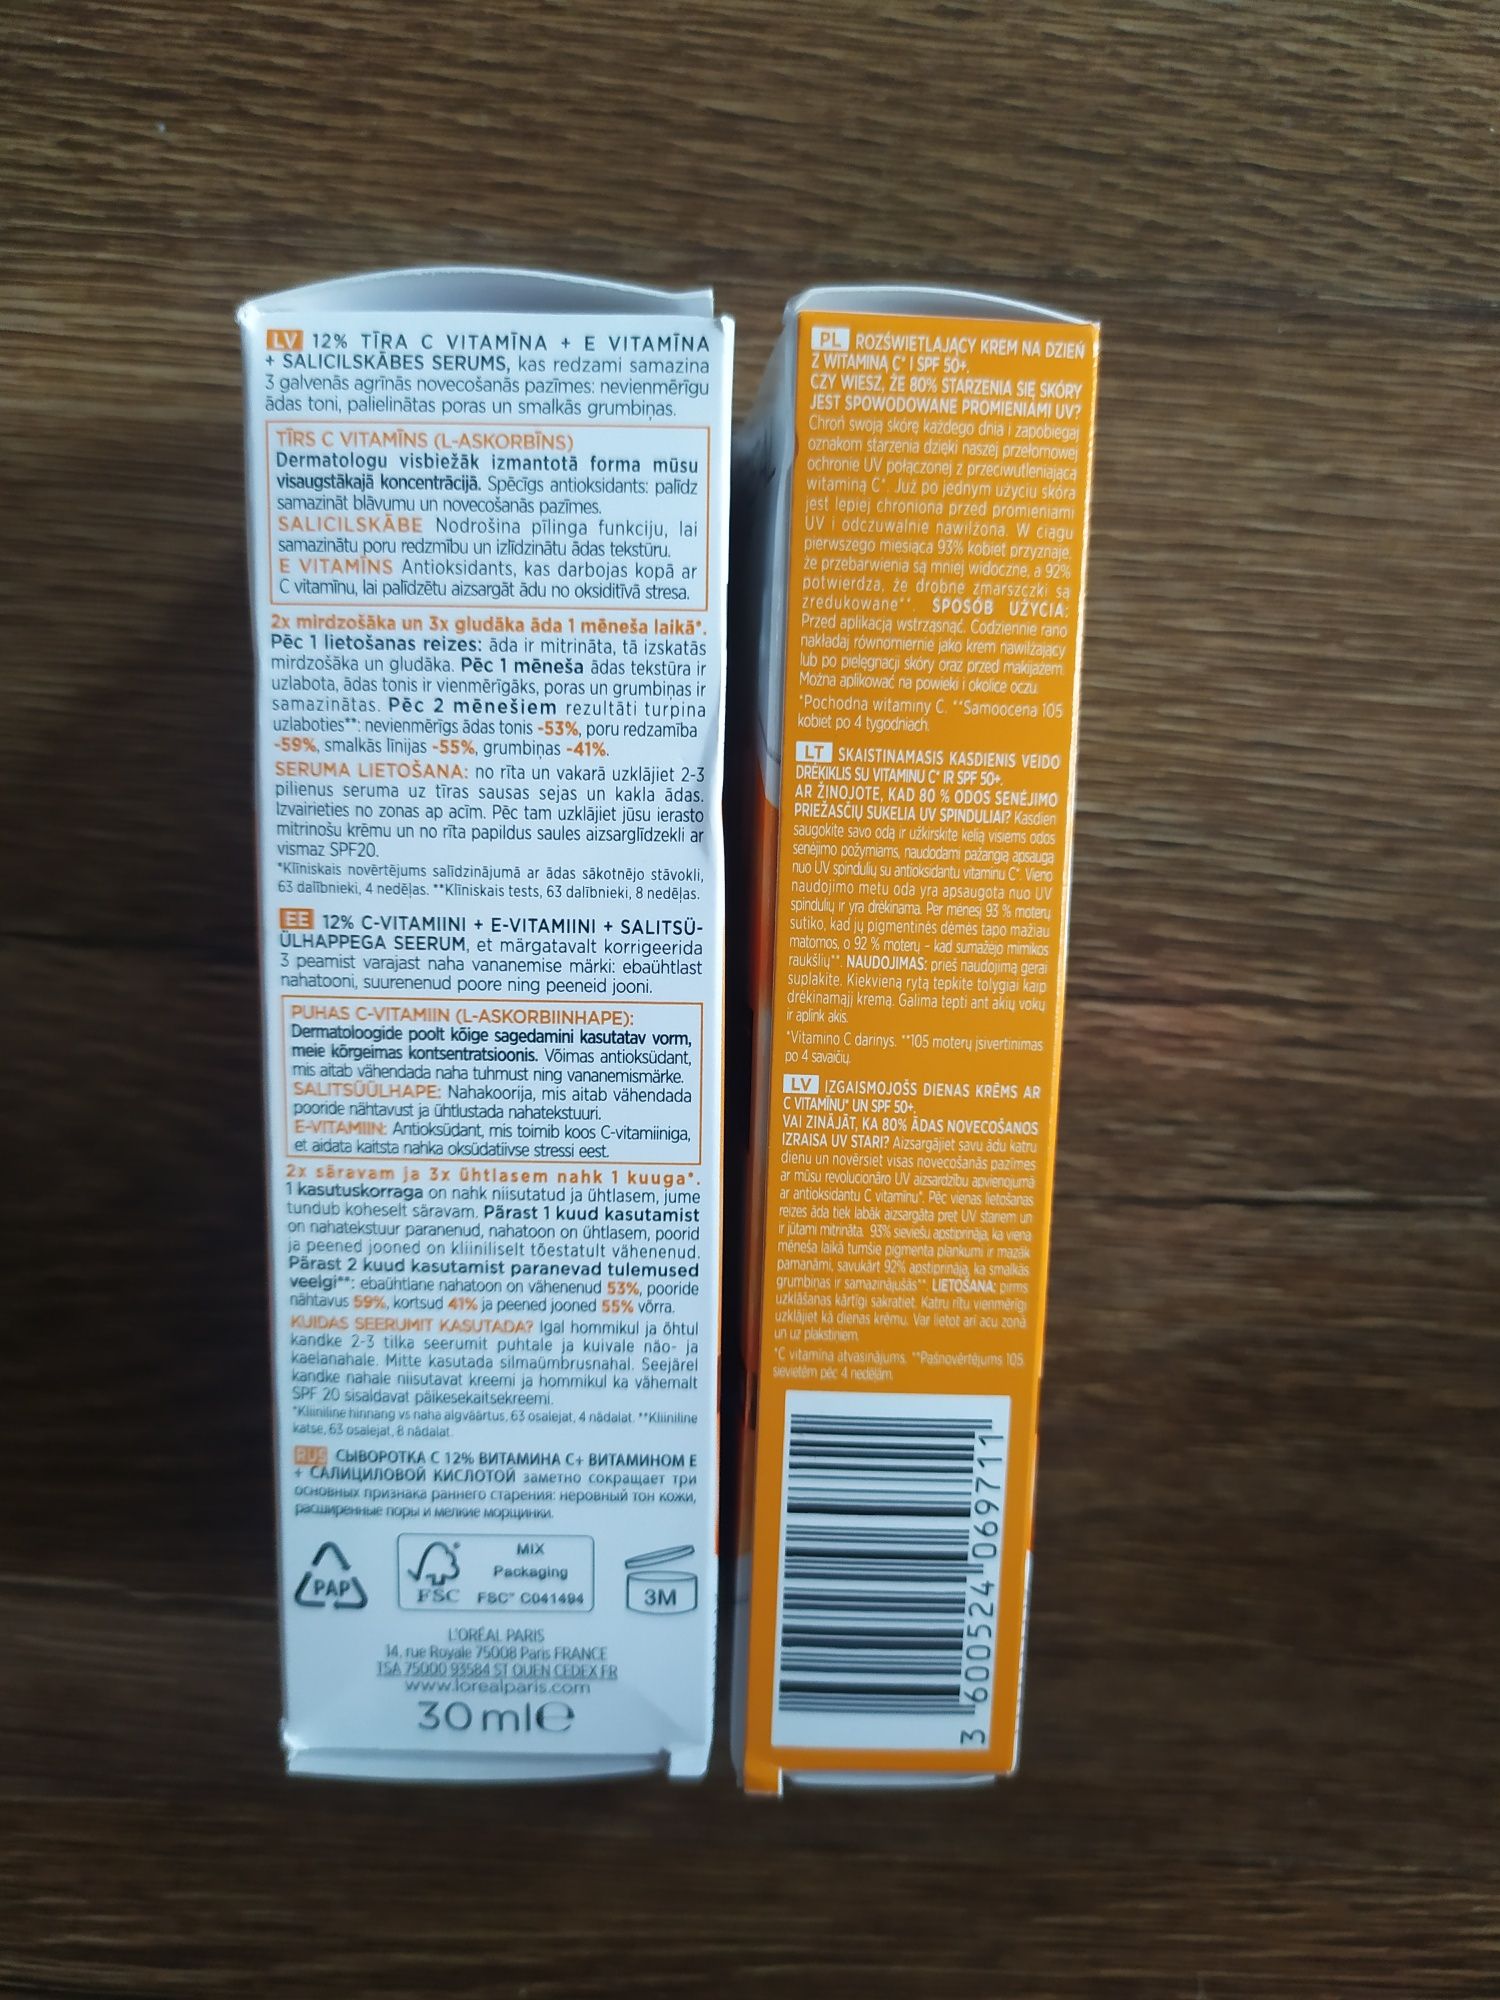 LV 12% TĪRA C VITAMĪNA + E VITAMĪNA
+ SALICILSKĀBES SERUMS, kas redzami samazina
3 galvenās agrīnās novecošanās pazīmes: nevienmērīgu
ādas toni, palielinātas poras un smalkās grumbiņas.
TĪRS C VITAMĪNS (L-ASKORBĪNS)
Dermatologu visbiežāk izmantotā forma mūsu
visaugstākajā koncentrācijā. Spēcīgs antioksidants: palīdz
samazināt blāvumu un novecošanās pazīmes.
SALICILSKĀBE Nodrošina pīlinga funkciju, lai
samazinātu poru redzmību un izlīdzinātu ādas tekstūru.
E VITAMĪNS Antioksidants, kas darbojas kopā ar
C vitamīnu, lai palīdzētu aizsargāt ādu no oksiditīvā stresa.
2x mirdzošāka un 3x gludāka āda 1 mēneša laikā*.
Pēc 1 lietošanas reizes: āda ir mitrināta, tā izskatās
mirdzošāka un gludāka. Pēc 1 mēneša ādas tekstūra ir
uzlabota, ādas tonis ir vienmērīgāks, poras un grumbiņas ir
samazinātas. Pēc 2 mēnešiem rezultāti turpina
uzlaboties**: nevienmērīgs ādas tonis -53%, poru redzamība
-59%, smalkās līnijas -55%, grumbiņas -41%.
SERUMA LIETOŠANA: no rīta un vakarā uzklājiet 2-3
pilienus seruma uz tīras sausas sejas un kakla ādas.
Izvairieties no zonas ap acīm. Pēc tam uzklājiet jūsu ierasto
mitrinošu krēmu un no rīta papildus saules aizsarglīdzekli ar
vismaz SPF20.
*Klīniskais novērtējums salīdzinājumā ar ādas sākotnējo stāvokli,
63 dalībnieki, 4 nedēļas. **Klīniskais tests, 63 dalībnieki, 8 nedēļas.
EE 12% C-VITAMIINI + E-VITAMIINI + SALITSÜ-
ÜLHAPPEGA SEERUM, et märgatavalt korrigeerida
3 peamist varajast naha vananemise märki: ebaühtlast
nahatooni, suurenenud poore ning peeneid jooni.
PUHAS C-VITAMIIN (L-ASKORBIINHAPE):
Dermatoloogide poolt kõige sagedamini kasutatav vorm,
meie kõrgeimas kontsentratsioonis. Võimas antioksüdant,
mis aitab vähendada naha tuhmust ning vananemismärke.
SALITSÜÜLHAPE: Nahakoorija, mis aitab vähendada
pooride nähtavust ja ühtlustada nahatekstuuri.
E-VITAMIIN: Antioksüdant, mis toimib koos C-vitamiiniga,
et aidata kaitsta nahka oksüdatiivse stressi eest.
2x säravam ja 3x ühtlasem nahk 1 kuuga*.
1 kasutuskorraga on nahk niisutatud ja ühtlasem, jume
tundub koheselt säravam. Pärast 1 kuud kasutamist
on nahatekstuur paranenud, nahatoon on ühtlasem, poorid
ja peened jooned on kliiniliselt tõestatult vähenenud.
Pärast 2 kuud kasutamist paranevad tulemused
veelgi**: ebaühtlane nahatoon on vähenenud 53%, pooride
nähtavus 59%, kortsud 41% ja peened jooned 55% võrra.
KUIDAS SEERUMIT KASUTADA? Igal hommikul ja õhtul
kandke 2-3 tilka seerumit puhtale ja kuivale näo- ja
kaelanahale. Mitte kasutada silmaümbrusnahal. Seejärel
kandke nahale niisutavat kreemi ja hommikul ka vähemalt
SPF 20 sisaldavat päikesekaitsekreemi.
*Kliiniline hinnang vs naha algväärtus, 63 osalejat, 4 nädalat. **Kliiniline
katse, 63 osalejat, 8 nädalat.
RUS СЫВОРОТКА С 12% ВИТАМИНА С+ ВИТАМИНОМ Е
+ САЛИЦИЛОВОЙ КИСЛОТОЙ заметно сокращает три
основных признака раннего старения: неровный тон кожи,
расширенные поры и мелкие морщинки.
PAP
FSC
MIX
Packaging
FSC™ C041494
3M
L'ORÉAL PARIS
14, rue Royale 75008 Paris FRANCE
TSA 75000 93584 ST OUEN CEDEX FR
www.lorealparis.com
30 ml e
PL ROZŚWIETLAJĄCY KREM NA DZIEŃ
Z WITAMINĄ C* I SPF 50+.
CZY WIESZ, ŻE 80% STARZENIA SIĘ SKÓRY
JEST SPOWODOWANE PROMIENIAMI UV?
Chroń swoją skórę każdego dnia i zapobiegaj
oznakom starzenia dzięki naszej przełomowej
ochronie UV połączonej z przeciwutleniającą
witaminą C*. Już po jednym użyciu skóra
jest lepiej chroniona przed promieniami
UV i odczuwalnie nawilżona. W ciągu
pierwszego miesiąca 93% kobiet przyznaje,
że przebarwienia są mniej widoczne, a 92%
potwierdza, że drobne zmarszczki są
zredukowane**. SPOSÓB UŻYCIA:
Przed aplikacją wstrząsnąć. Codziennie rano
nakładaj równomiernie jako krem nawilżający
lub po pielęgnacji skóry oraz przed makijażem.
Można aplikować na powieki i okolice oczu.
*Pochodna witaminy C. **Samoocena 105
kobiet po 4 tygodniach.
LT SKAISTINAMASIS KASDIENIS VEIDO
DRĖKIKLIS SU VITAMINU C* IR SPF 50+.
AR ŽINOJOTE, KAD 80 % ODOS SENĖJIMO
PRIEŽASČIŲ SUKELIA UV SPINDULIAI? Kasdien
saugokite savo odą ir užkirskite kelią visiems odos
senėjimo požymiams, naudodami pažangią apsaugą
nuo UV spindulių su antioksidantu vitaminu C*. Vieno
naudojimo metu oda yra apsaugota nuo UV
spindulių ir yra drėkinama. Per mėnesį 93 % moterų
sutiko, kad jų pigmentinės dėmės tapo mažiau
matomos, o 92 % moterų – kad sumažėjo mimikos
raukšlių**. NAUDOJIMAS: prieš naudojimą gerai
suplakite. Kiekvieną rytą tepkite tolygiai kaip
drėkinamąjį kremą. Galima tepti ant akių vokų
ir aplink akis.
*Vitamino C darinys. **105 moterų įsivertinimas
po 4 savaičių.
LV IZGAISMOJOŠS DIENAS KRĒMS AR
C VITAMĪNU* UN SPF 50+.
VAI ZINĀJĀT, KA 80% ĀDAS NOVECOŠANOS
IZRAISA UV STARI? Aizsargājiet savu ādu katru
dienu un novērsiet visas novecošanās pazīmes
ar mūsu revolucionāro UV aizsardzību apvienojumā
ar antioksidantu C vitamīnu*. Pēc vienas lietošanas
reizes āda tiek labāk aizsargāta pret UV stariem un
ir jūtami mitrināta. 93% sieviešu apstiprināja, ka viena
mēneša laikā tumšie pigmenta plankumi ir mazāk
pamanāmi, savukārt 92% apstiprināja, ka smalkās
grumbiņas ir samazinājušās**. LIETOŠANA: pirms
uzklāšanas kārtīgi sakratiet. Katru rītu vienmērīgi
uzklājiet kā dienas krēmu. Var lietot arī acu zonā
un uz plakstiņiem.
*C vitamīna atvasinājums. **Pašnovērtējums 105
sievietēm pēc 4 nedēļām.
3 600524 069711